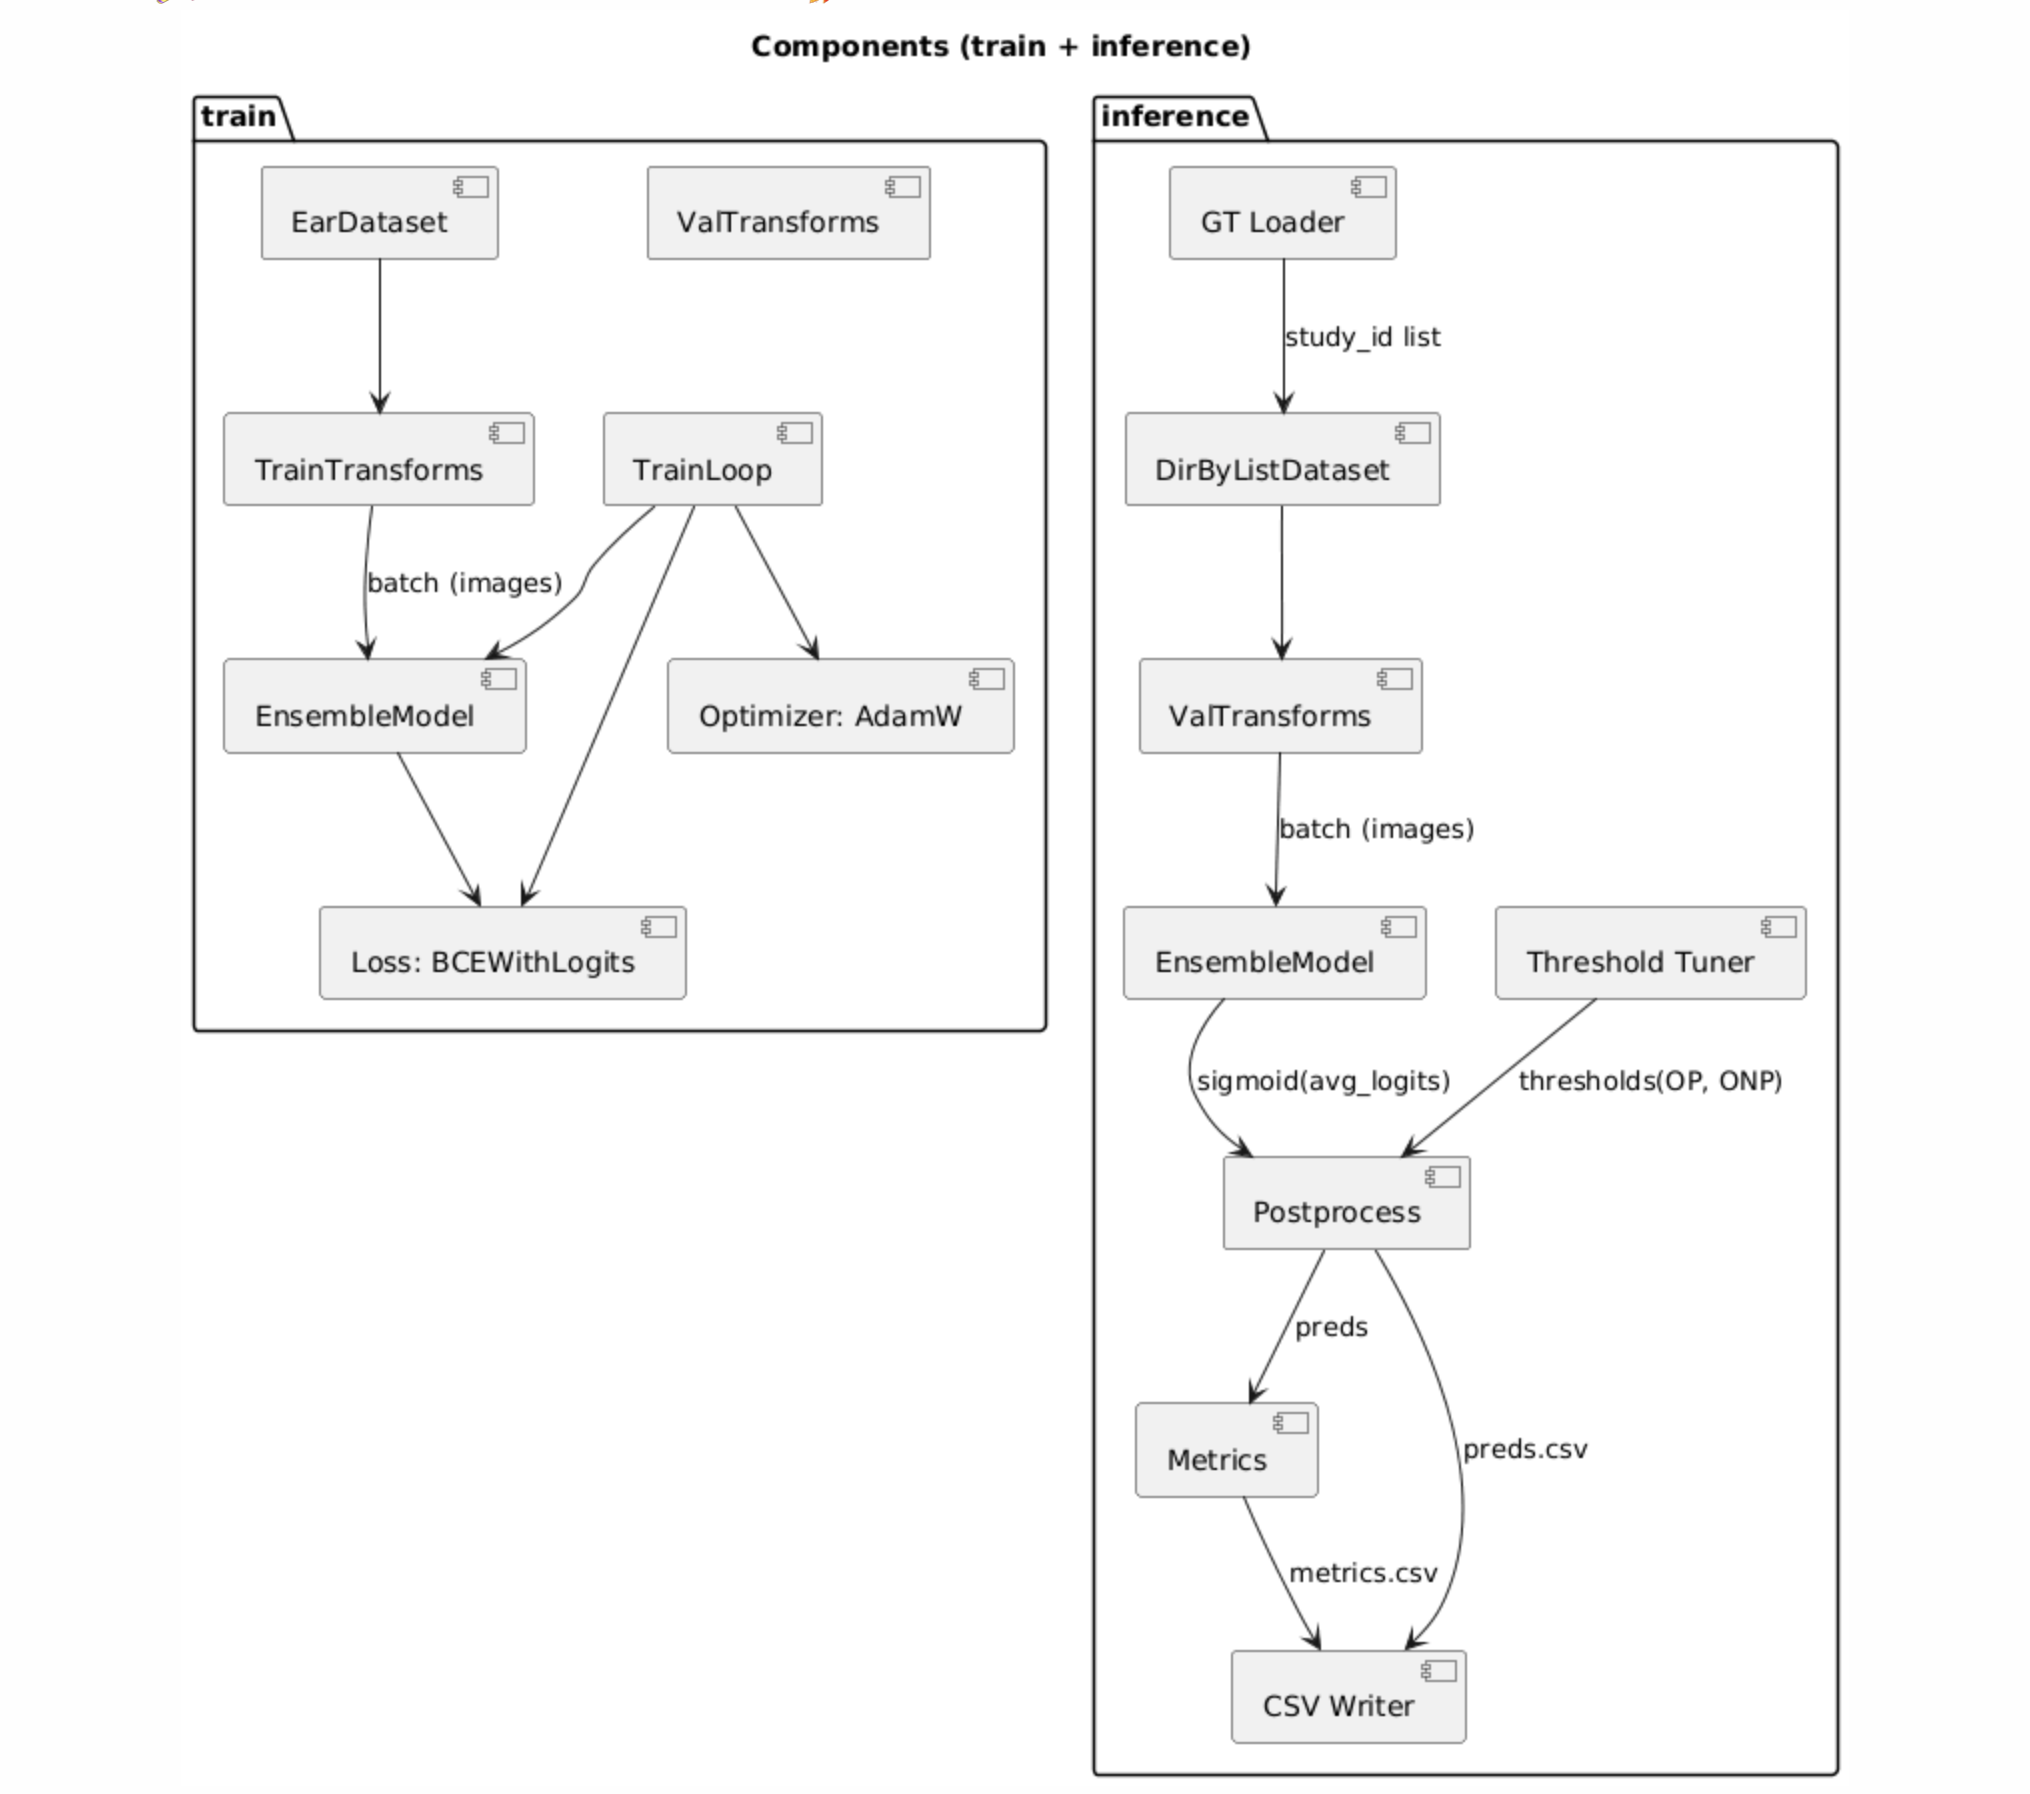 Components (train + inference)
train
EarDataset
ValTransforms
TrainTransforms
TrainLoop
batch (images)
EnsembleModel
Optimizer: AdamW
Loss: BCEWithLogits
inference
GT Loader
study_id list
DirByListDataset
ValTransforms
batch (images)
EnsembleModel
Threshold Tuner
sigmoid(avg_logits)
thresholds(OP, ONP)
Postprocess
preds
Metrics
preds.csv
metrics.csv
CSV Writer